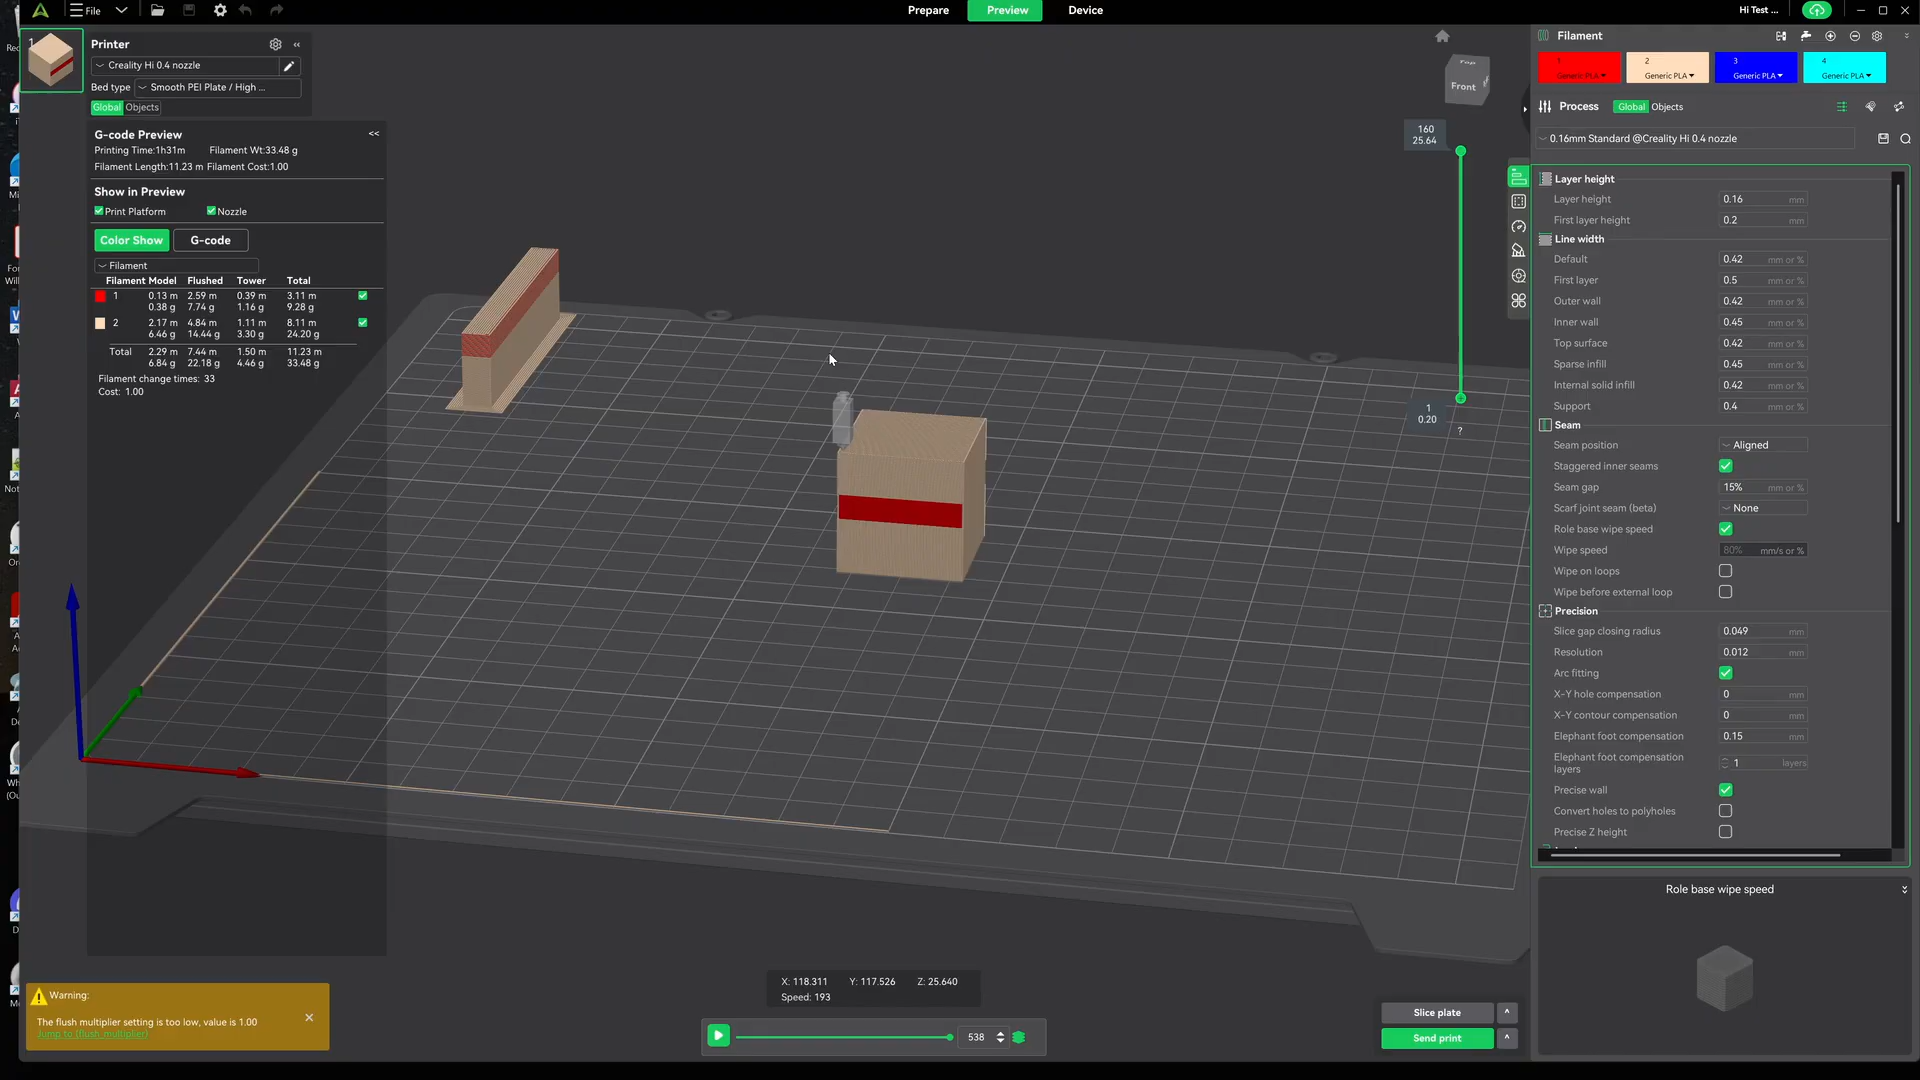 File
Prepare
Preview
Device
Hi Test ...
1
Printer
Creality Hi 0.4 nozzle
Bed type
Smooth PEI Plate / High ...
Global
Objects
G-code Preview
<<
Printing Time:1h31m
Filament Wt:33.48 g
Filament Length:11.23 m Filament Cost:1.00
Show in Preview
Print Platform
Nozzle
Color Show
G-code
Filament
Filament Model Flushed Tower Total
1 0.13 m 2.59 m 0.39 m 3.11 m
0.38 g 7.74 g 1.16 g 9.28 g
2 2.17 m 4.84 m 1.11 m 8.11 m
6.46 g 14.44 g 3.30 g 24.20 g
Total 2.29 m 7.44 m 1.50 m 11.23 m
6.84 g 22.18 g 4.46 g 33.48 g
Filament change times: 33
Cost: 1.00
Top
Front
160
25.64
1
0.20
?
Warning:
The flush multiplier setting is too low, value is 1.00
Jump to [flush_multiplier]
X: 118.311 Y: 117.526 Z: 25.640
Speed: 193
538
Slice plate
Send print
Filament
1
Generic PLA
2
Generic PLA
3
Generic PLA
4
Generic PLA
Process
Global
Objects
0.16mm Standard @Creality Hi 0.4 nozzle
Layer height
Layer height 0.16 mm
First layer height 0.2 mm
Line width
Default 0.42 mm or %
First layer 0.5 mm or %
Outer wall 0.42 mm or %
Inner wall 0.45 mm or %
Top surface 0.42 mm or %
Sparse infill 0.45 mm or %
Internal solid infill 0.42 mm or %
Support 0.4 mm or %
Seam
Seam position Aligned
Staggered inner seams
Seam gap 15% mm or %
Scarf joint seam (beta) None
Role base wipe speed
Wipe speed 80% mm/s or %
Wipe on loops
Wipe before external loop
Precision
Slice gap closing radius 0.049 mm
Resolution 0.012 mm
Arc fitting
X-Y hole compensation 0 mm
X-Y contour compensation 0 mm
Elephant foot compensation 0.15 mm
Elephant foot compensation
layers 1 layers
Precise wall
Convert holes to polyholes
Precise Z height
Role base wipe speed